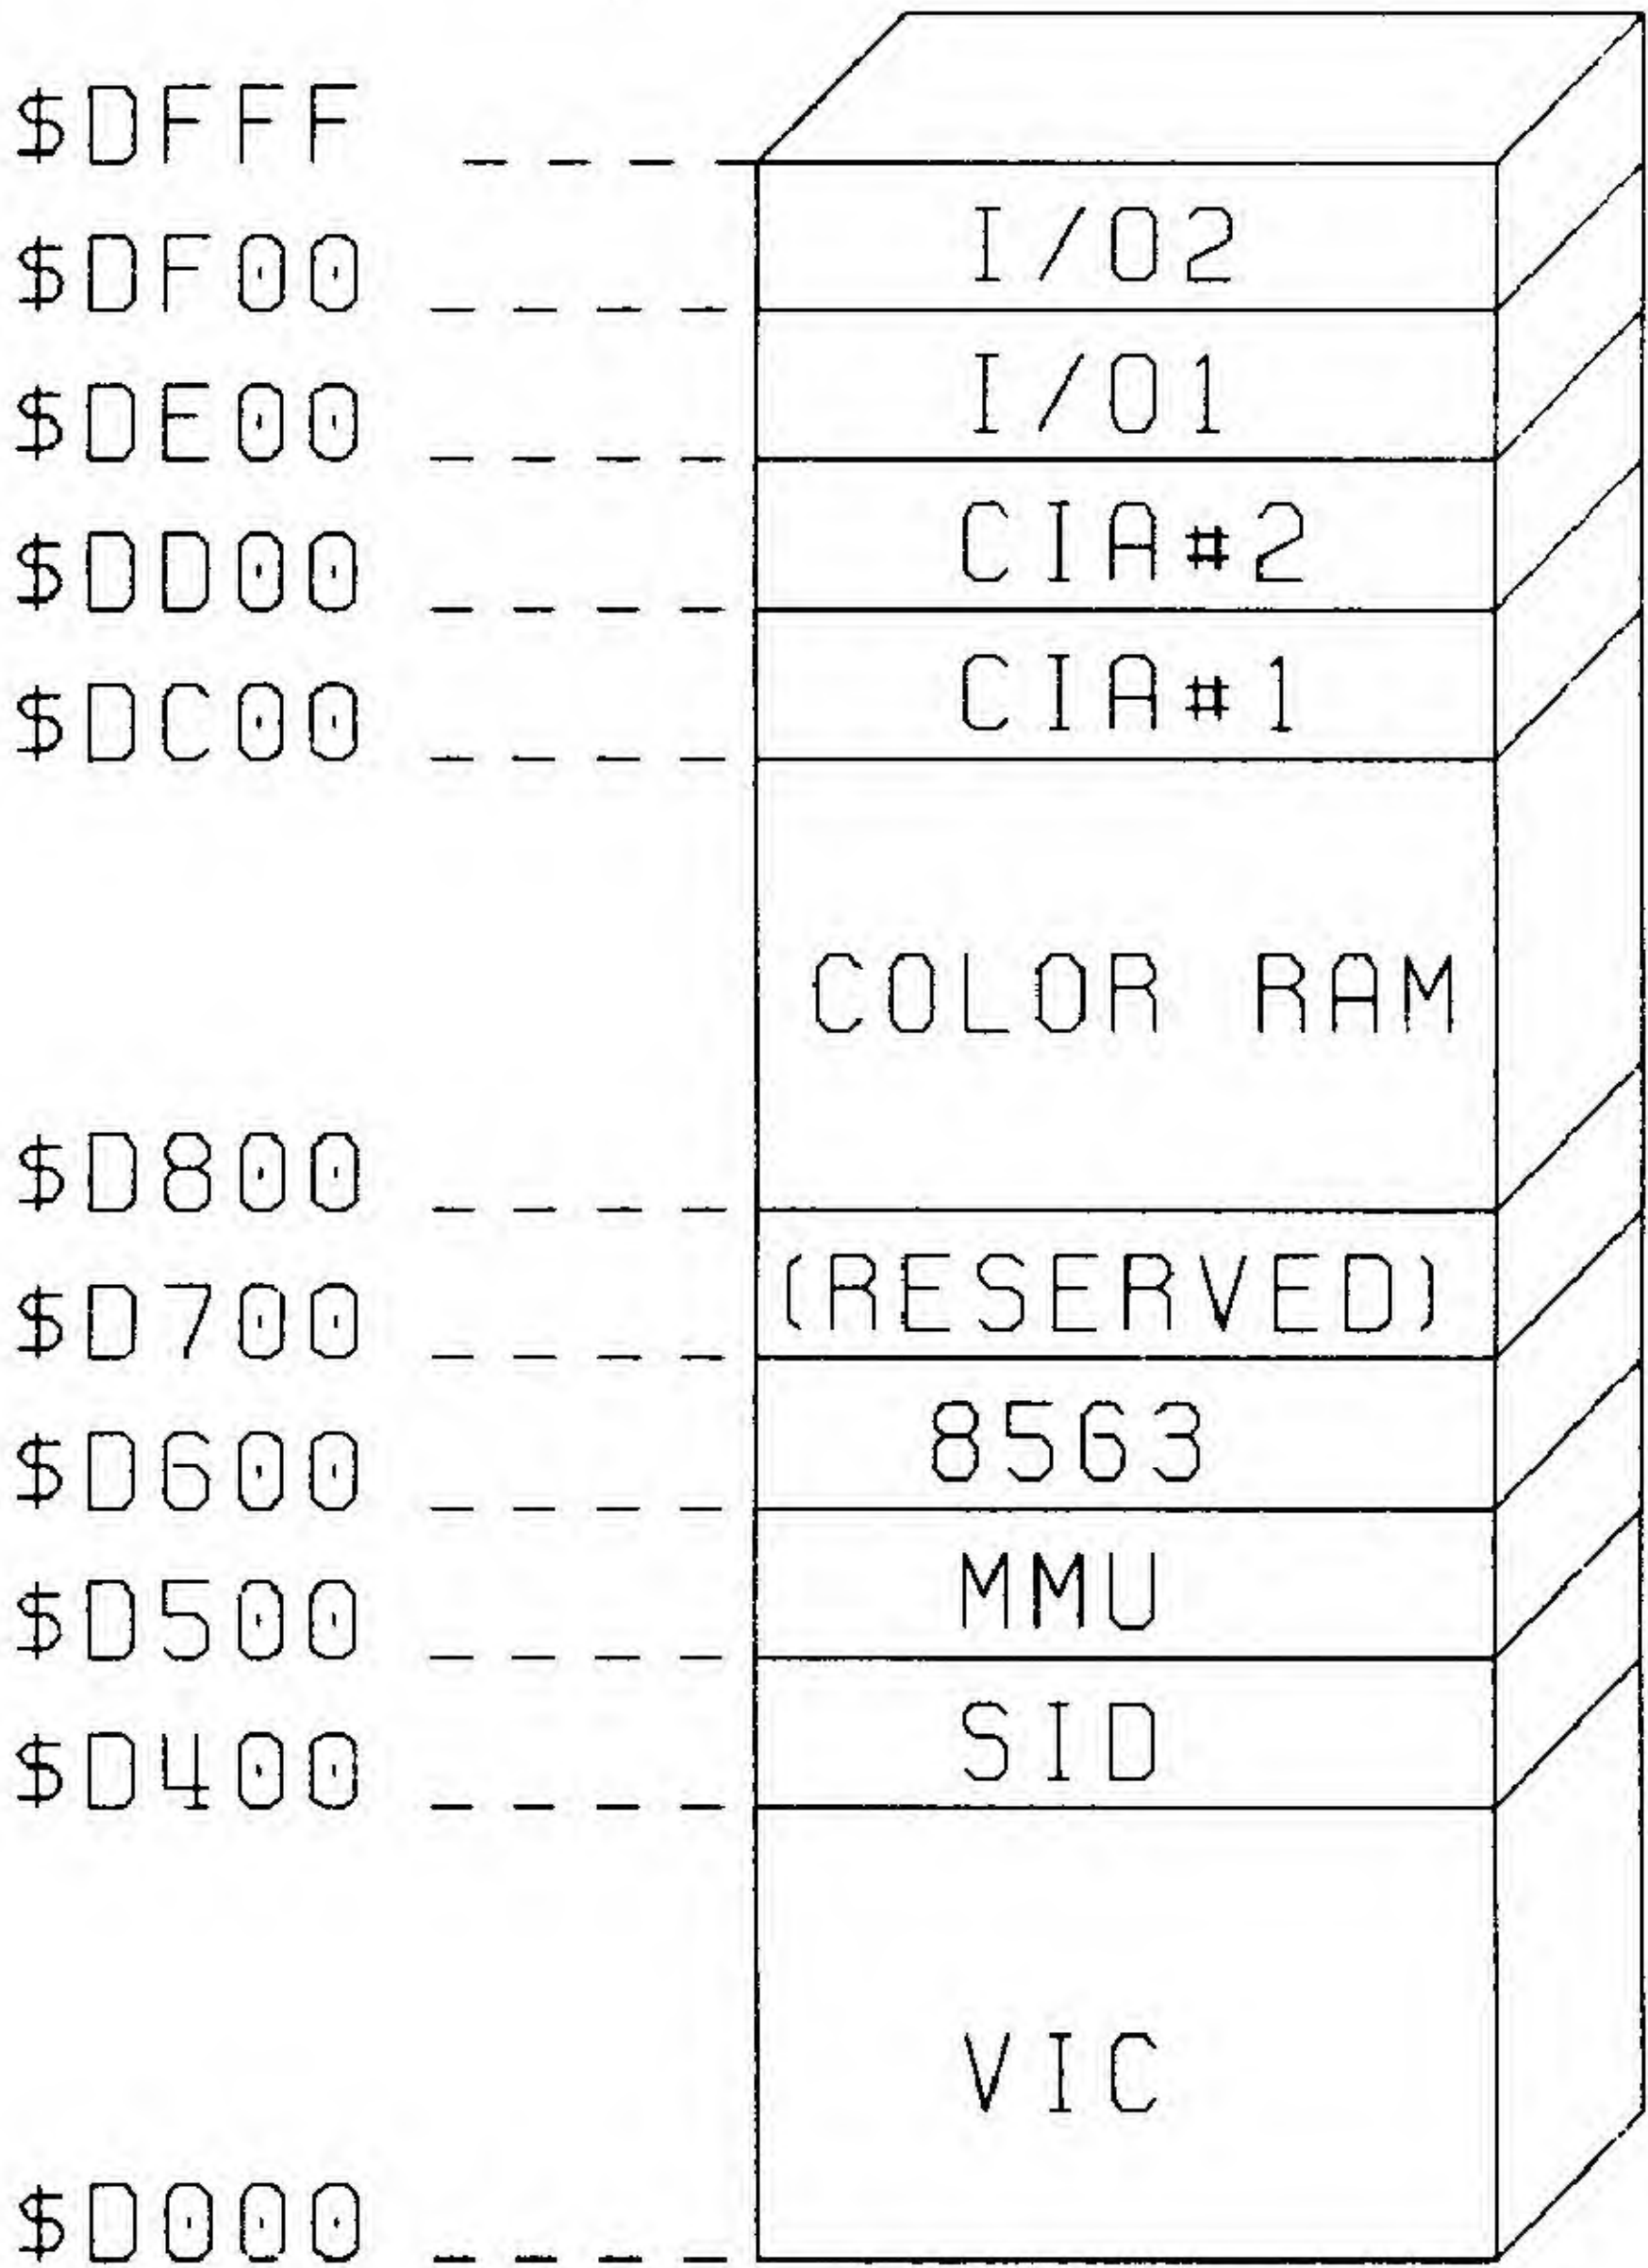 $DFFF
I/O2
$DF00
I/O1
$DE00
CIA#2
$DD00
CIA#1
$DC00
COLOR RAM
$D800
(RESERVED)
$D700
8563
$D600
MMU
$D500
SID
$D400
VIC
$D000